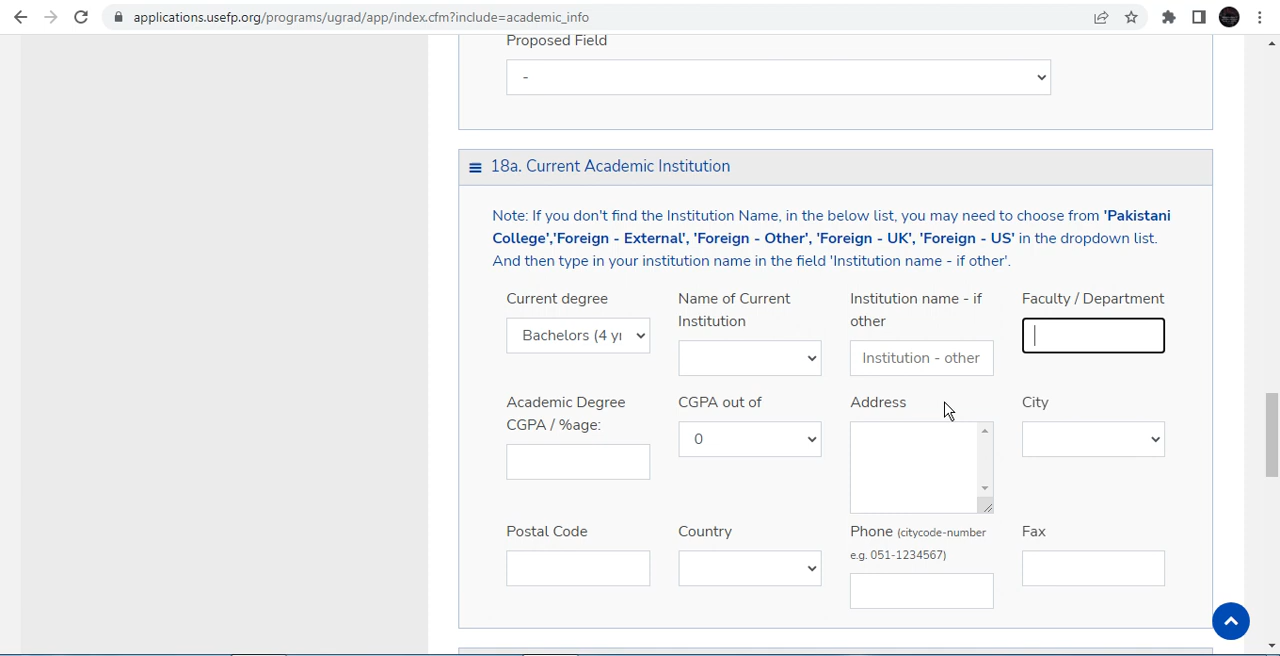 applications.usefp.org/programs/ugrad/app/index.cfm?include=academic_info
Proposed Field
-
18a. Current Academic Institution
Note: If you don't find the Institution Name, in the below list, you may need to choose from 'Pakistani
College','Foreign - External', 'Foreign - Other', 'Foreign - UK', 'Foreign - US' in the dropdown list.
And then type in your institution name in the field 'Institution name - if other'.
Current degree
Name of Current
Institution
Institution name - if
other
Faculty / Department
Bachelors (4 yr
Institution - other
Academic Degree
CGPA / %age:
CGPA out of
Address
City
0
Postal Code
Country
Phone (citycode-number
e.g. 051-1234567)
Fax